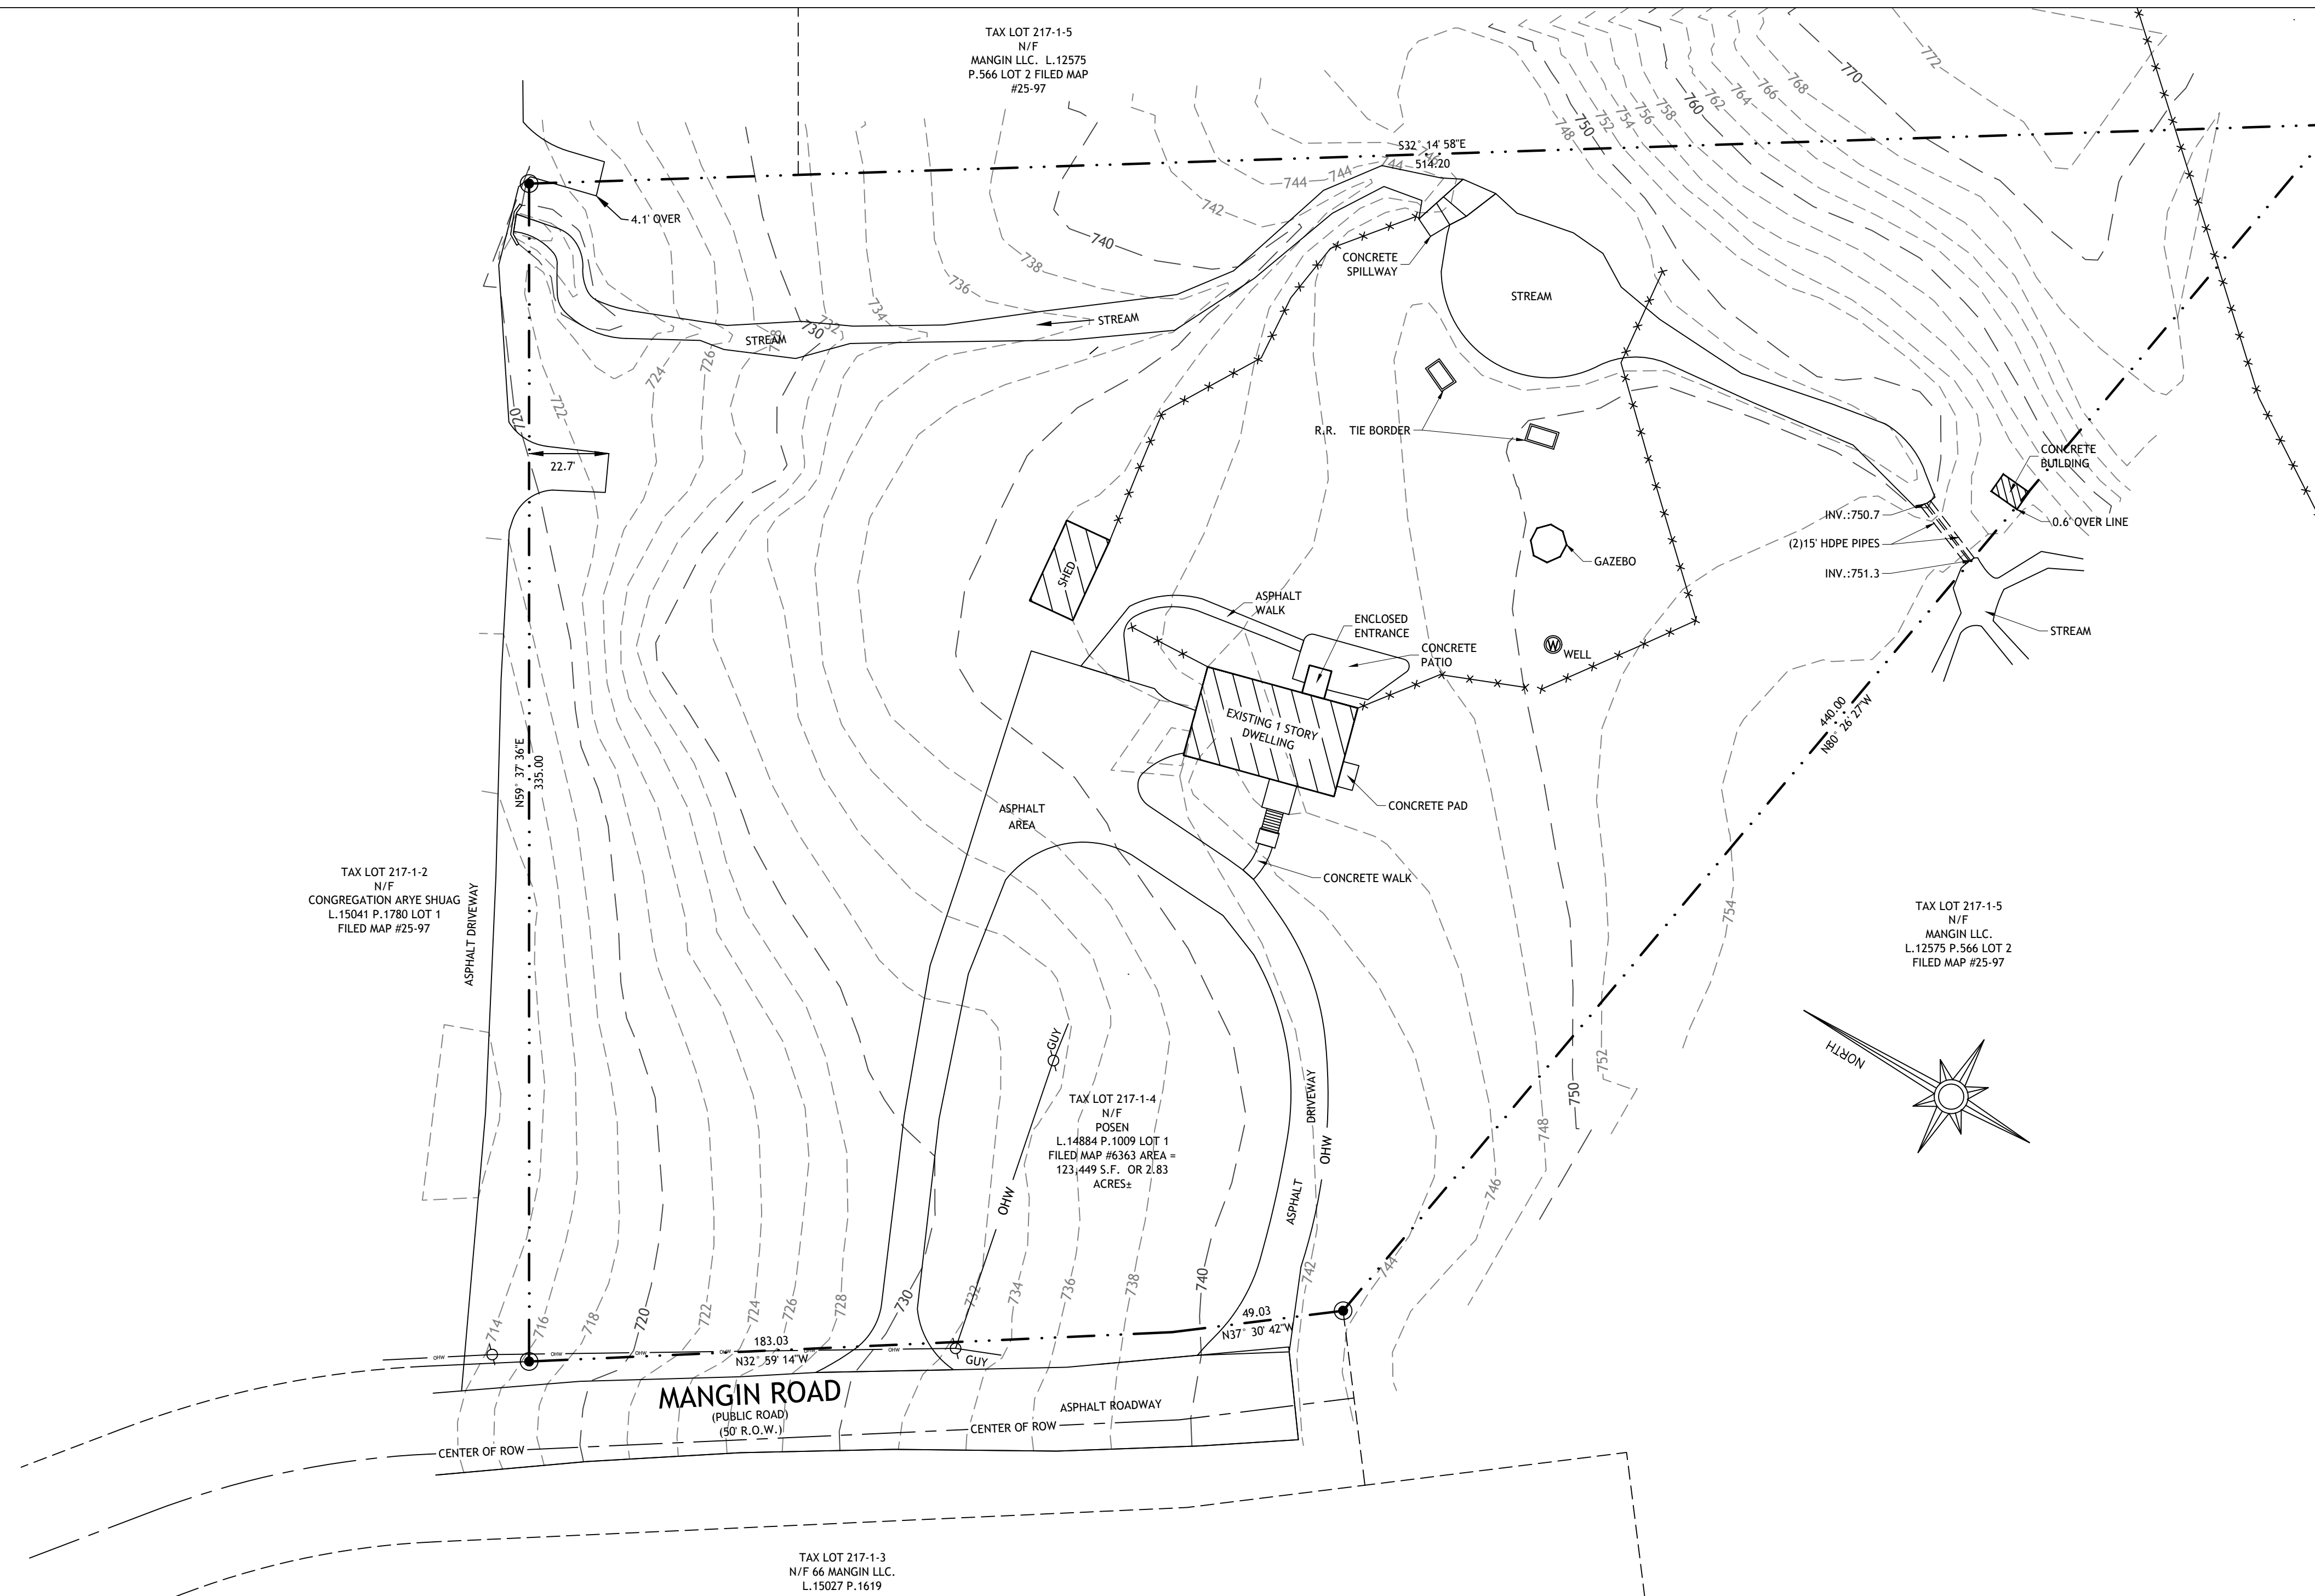 TAX LOT 217-1-5
N/F
MANGIN LLC. L.12575
P.566 LOT 2 FILED MAP
#25-97
772
770
768
766
764
762
760
758
756
754
752
750
748
S32° 14' 58"E
514.20
744
744
744
742
740
738
736
734
732
730
728
726
724
722
720
4.1' OVER
CONCRETE
SPILLWAY
STREAM
STREAM
STREAM
R.R. TIE BORDER
22.7'
CONCRETE
BUILDING
0.6' OVER LINE
INV.:750.7
(2)15' HDPE PIPES
INV.:751.3
GAZEBO
SHED
ASPHALT
WALK
ENCLOSED
ENTRANCE
CONCRETE
PATIO
W
WELL
STREAM
EXISTING 1 STORY
DWELLING
440.00
N80° 26' 27"W
N59° 37' 36"E
335.00
CONCRETE PAD
ASPHALT
AREA
CONCRETE WALK
TAX LOT 217-1-2
N/F
CONGREGATION ARYE SHUAG
L.15041 P.1780 LOT 1
FILED MAP #25-97
ASPHALT DRIVEWAY
754
TAX LOT 217-1-5
N/F
MANGIN LLC.
L.12575 P.566 LOT 2
FILED MAP #25-97
NORTH
GUY
752
750
748
746
744
TAX LOT 217-1-4
N/F
POSEN
L.14884 P.1009 LOT 1
FILED MAP #6363 AREA =
123,449 S.F. OR 2.83
ACRES±
OHW
ASPHALT
DRIVEWAY
OHW
714
716
718
720
722
724
726
728
730
732
734
736
738
740
742
49.03
N37° 30' 42"W
183.03
N32° 59' 14"W
OHW
OHW
OHW
OHW
OHW
OHW
GUY
MANGIN ROAD
(PUBLIC ROAD)
(50' R.O.W.)
ASPHALT ROADWAY
CENTER OF ROW
CENTER OF ROW
TAX LOT 217-1-3
N/F 66 MANGIN LLC.
L.15027 P.1619